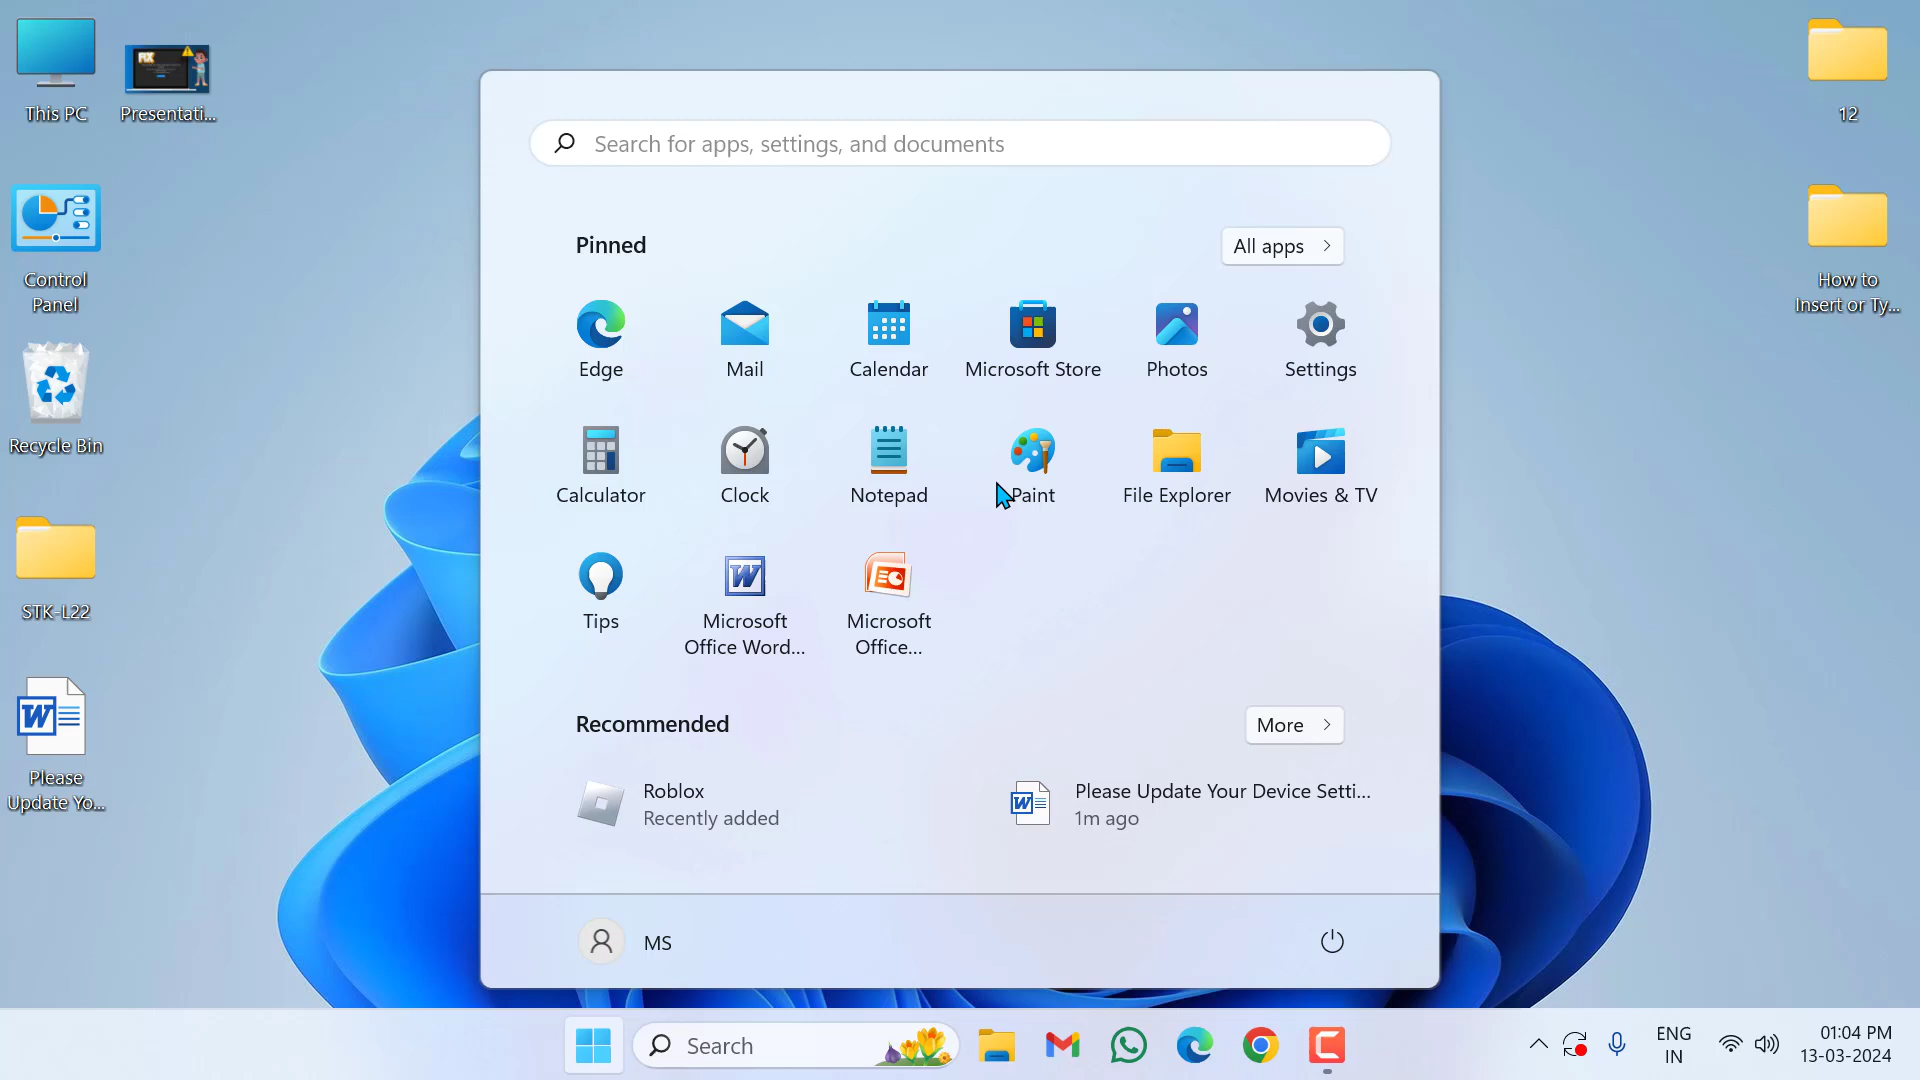 This PC
Presentati...
Control
Panel
Recycle Bin
STK-L22
Please
Update Yo...
FIX
Search for apps, settings, and documents
Pinned
All apps
Edge
Mail
Calendar
Microsoft Store
Photos
Settings
Calculator
Clock
Notepad
Paint
File Explorer
Movies & TV
Tips
Microsoft
Office Word...
Microsoft
Office...
Recommended
More
Roblox
Recently added
Please Update Your Device Setti...
1m ago
MS
12
How to
Insert or Ty...
Search
ENG
IN
01:04 PM
13-03-2024